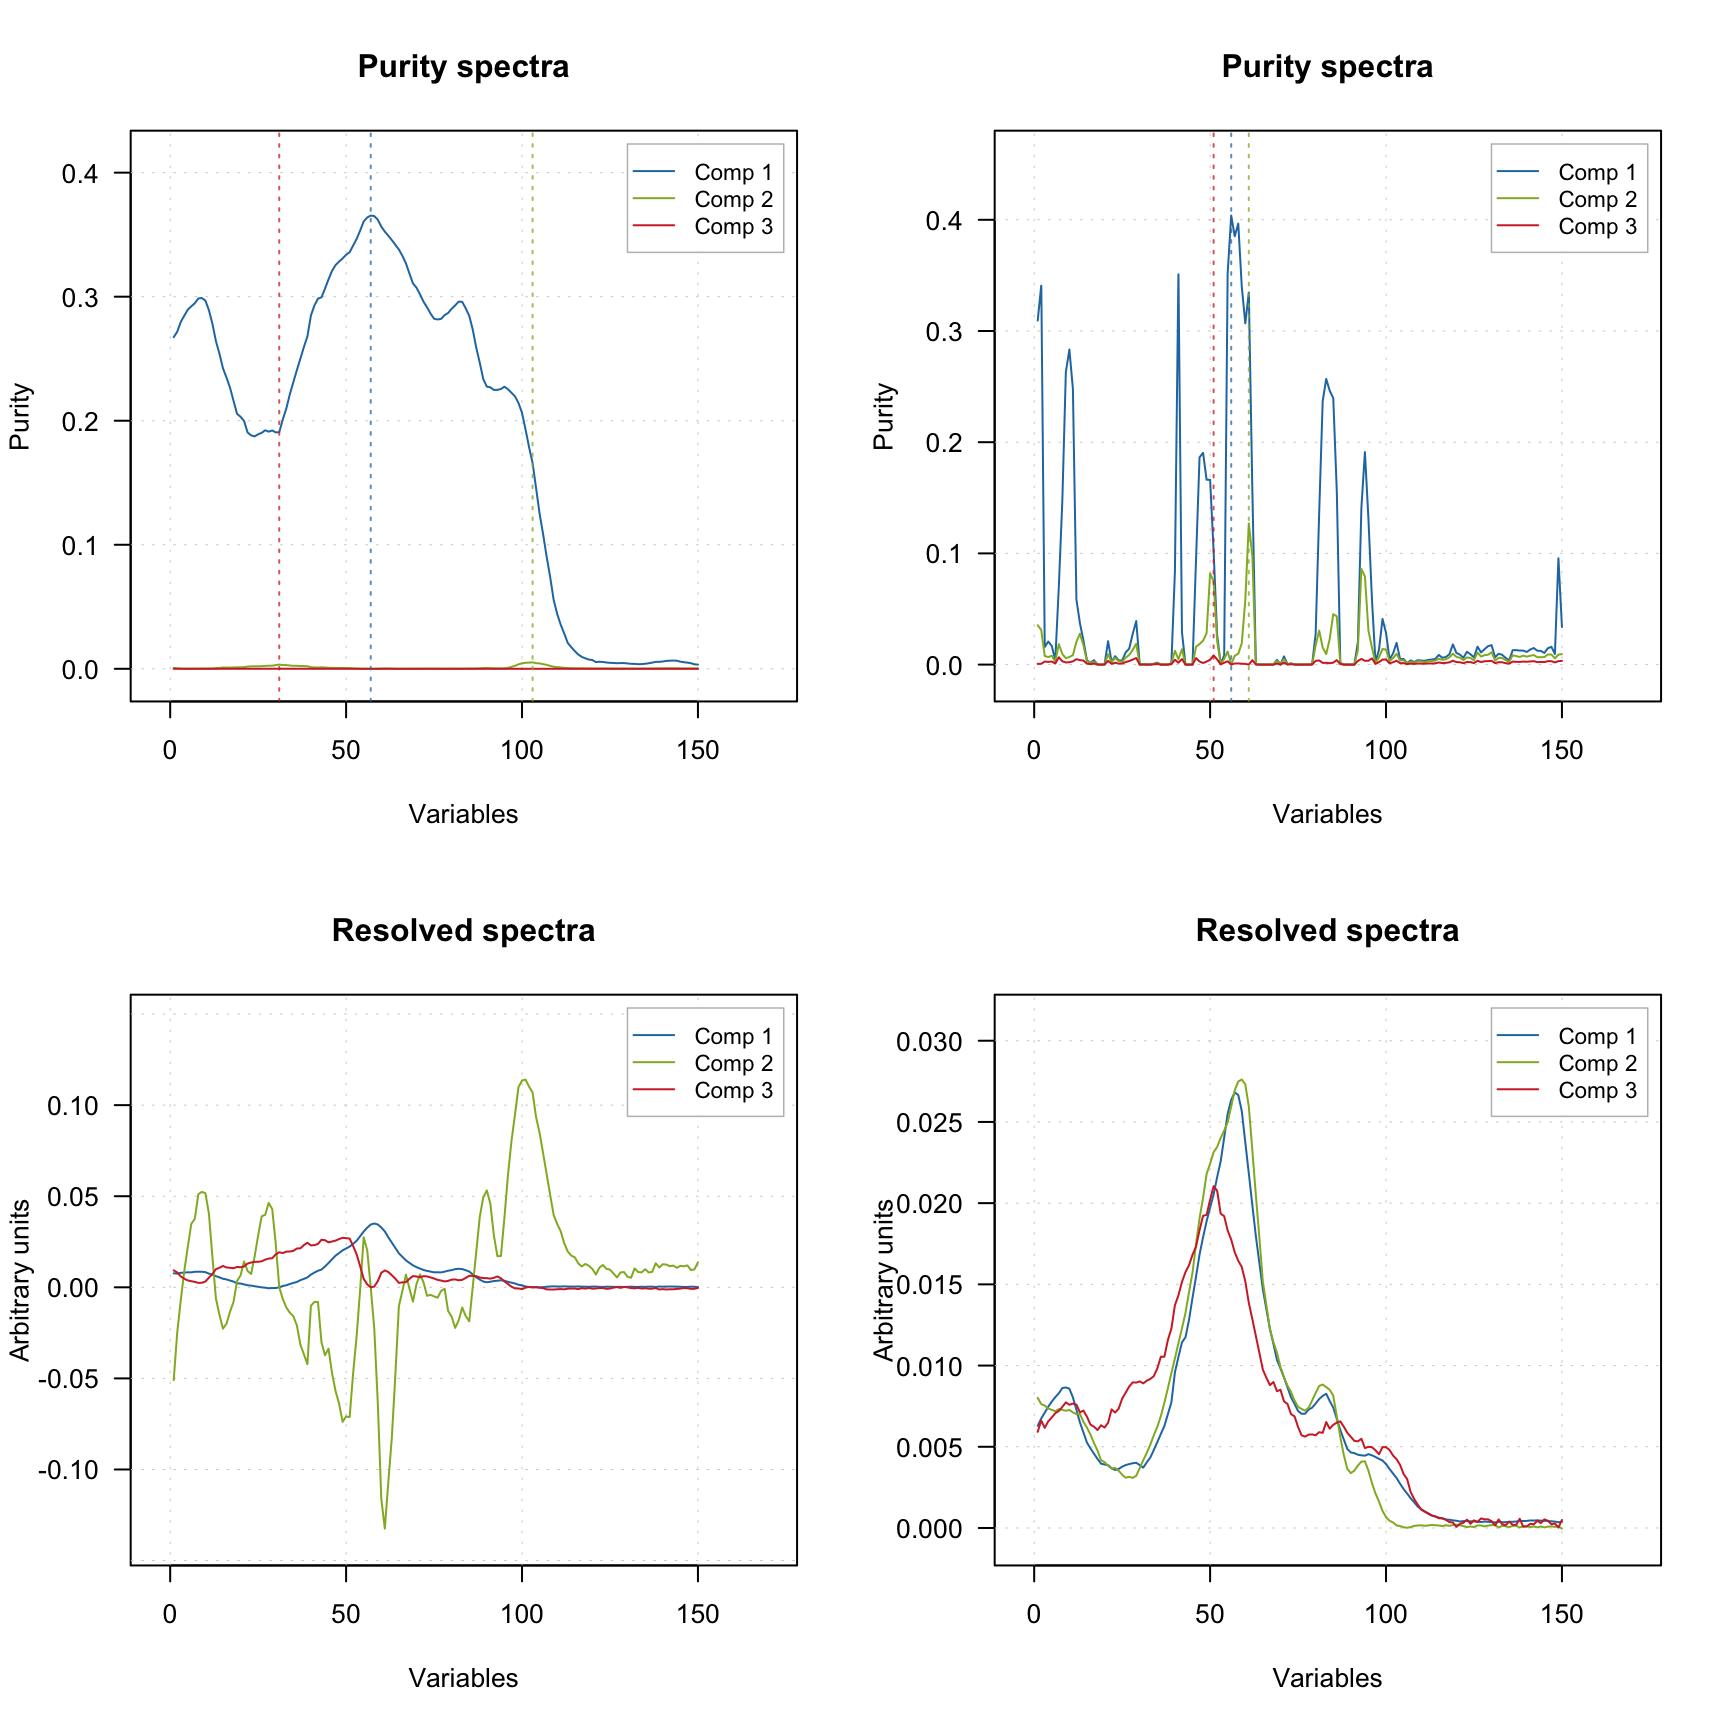 Purity spectra
Comp 1
Comp 2
Comp 3
0.4
0.3
0.2
0.1
0.0
Purity
0 50 100 150
Variables
Purity spectra
Comp 1
Comp 2
Comp 3
0.4
0.3
0.2
0.1
0.0
Purity
0 50 100 150
Variables
Resolved spectra
Comp 1
Comp 2
Comp 3
0.10
0.05
0.00
-0.05
-0.10
Arbitrary units
0 50 100 150
Variables
Resolved spectra
Comp 1
Comp 2
Comp 3
0.030
0.025
0.020
0.015
0.010
0.005
0.000
Arbitrary units
0 50 100 150
Variables